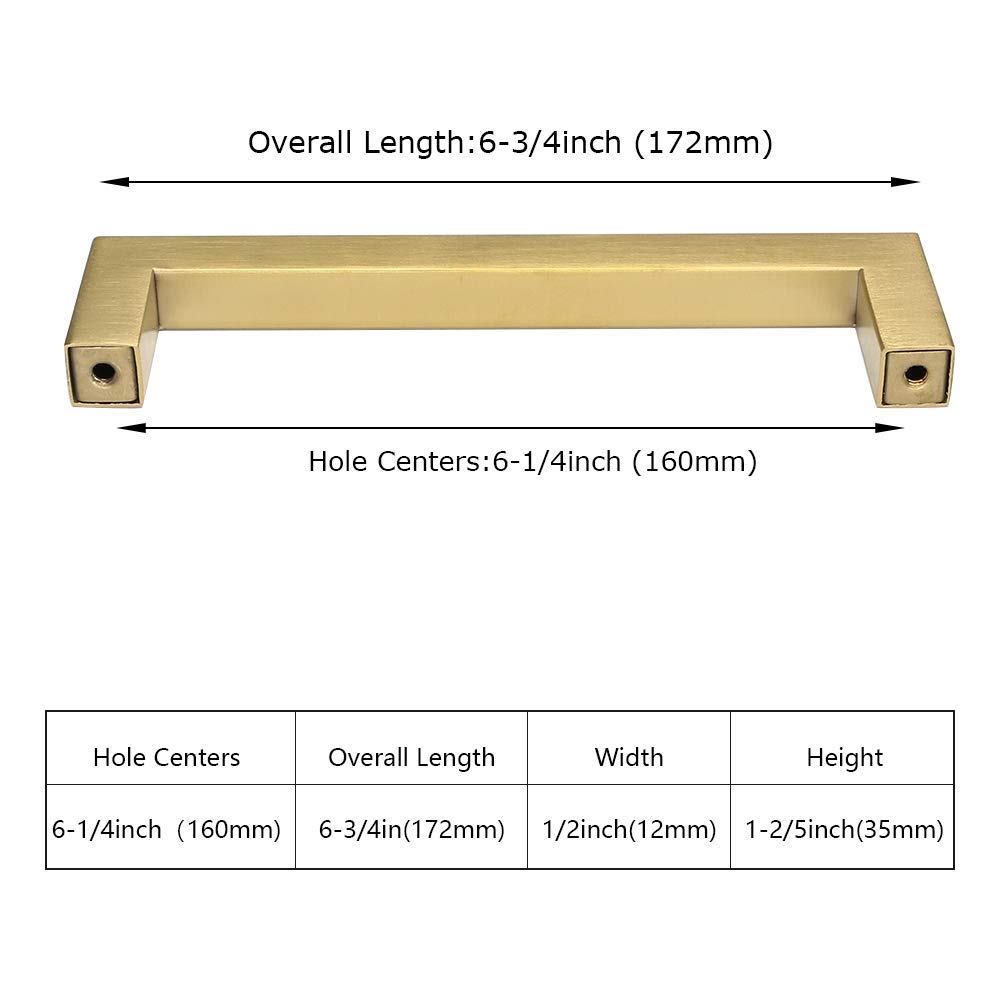 Overall Length:6-3/4inch (172mm)
Hole Centers:6-1/4inch (160mm)
Hole Centers Overall Length Width Height
6-1/4inch（160mm) 6-3/4in(172mm) 1/2inch(12mm) 1-2/5inch(35mm)